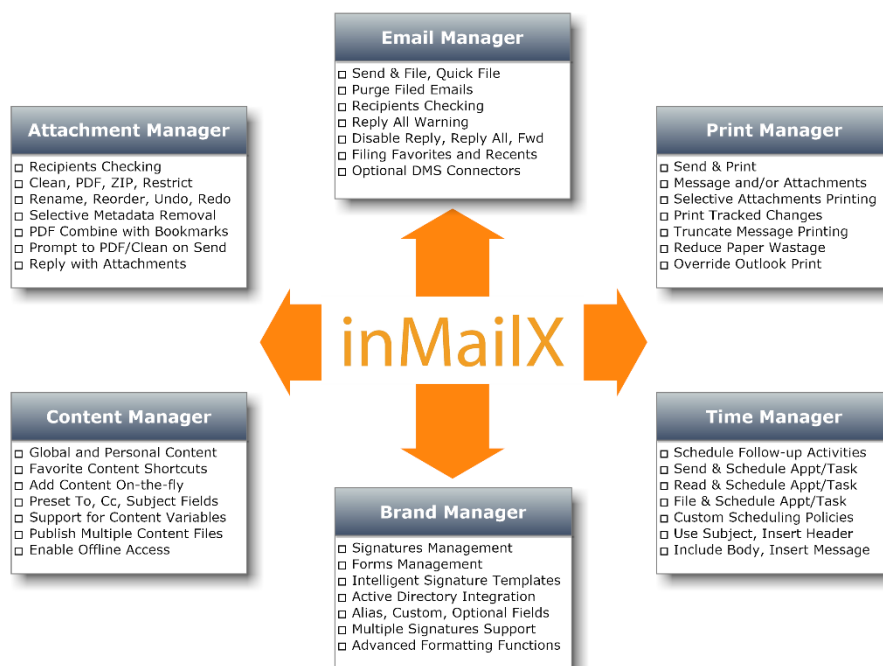 Email Manager
Send & File, Quick File
Purge Filed Emails
Recipients Checking
Reply All Warning
Disable Reply, Reply All, Fwd
Filing Favorites and Recents
Optional DMS Connectors
Attachment Manager
Recipients Checking
Clean, PDF, ZIP, Restrict
Rename, Reorder, Undo, Redo
Selective Metadata Removal
PDF Combine with Bookmarks
Prompt to PDF/Clean on Send
Reply with Attachments
Print Manager
Send & Print
Message and/or Attachments
Selective Attachments Printing
Print Tracked Changes
Truncate Message Printing
Reduce Paper Wastage
Override Outlook Print
inMailX
Content Manager
Global and Personal Content
Favorite Content Shortcuts
Add Content On-the-fly
Preset To, Cc, Subject Fields
Support for Content Variables
Publish Multiple Content Files
Enable Offline Access
Time Manager
Schedule Follow-up Activities
Send & Schedule Appt/Task
Read & Schedule Appt/Task
File & Schedule Appt/Task
Custom Scheduling Policies
Use Subject, Insert Header
Include Body, Insert Message
Brand Manager
Signatures Management
Forms Management
Intelligent Signature Templates
Active Directory Integration
Alias, Custom, Optional Fields
Multiple Signatures Support
Advanced Formatting Functions